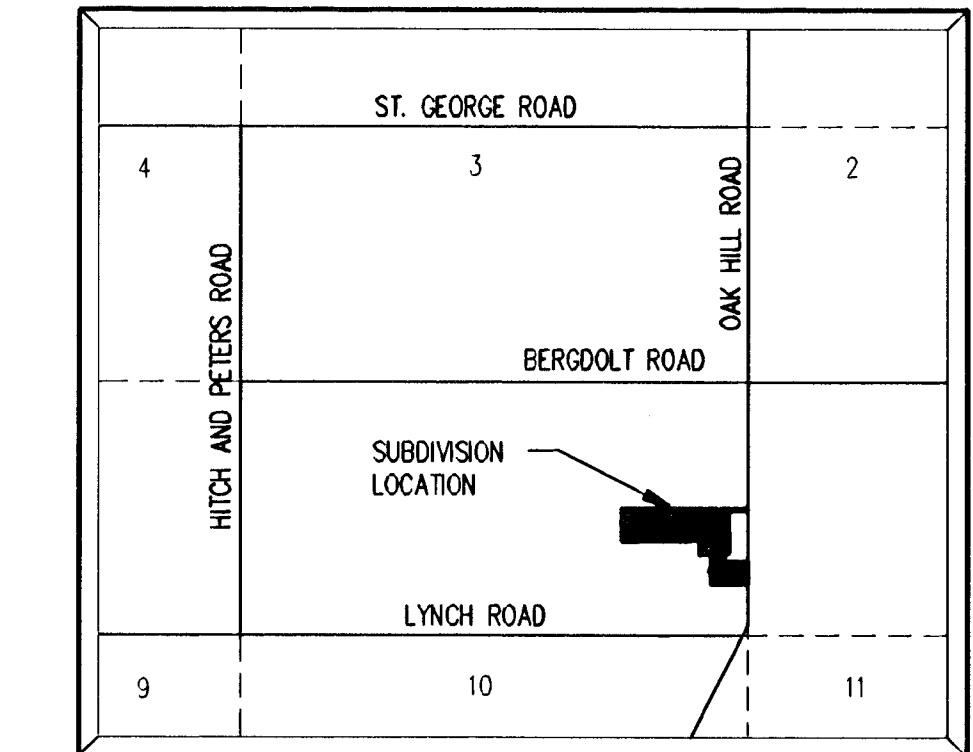 ST. GEORGE ROAD
4
3
2
OAK HILL ROAD
HITCH AND PETERS ROAD
BERGDOLT ROAD
SUBDIVISION
LOCATION
LYNCH ROAD
9
10
11